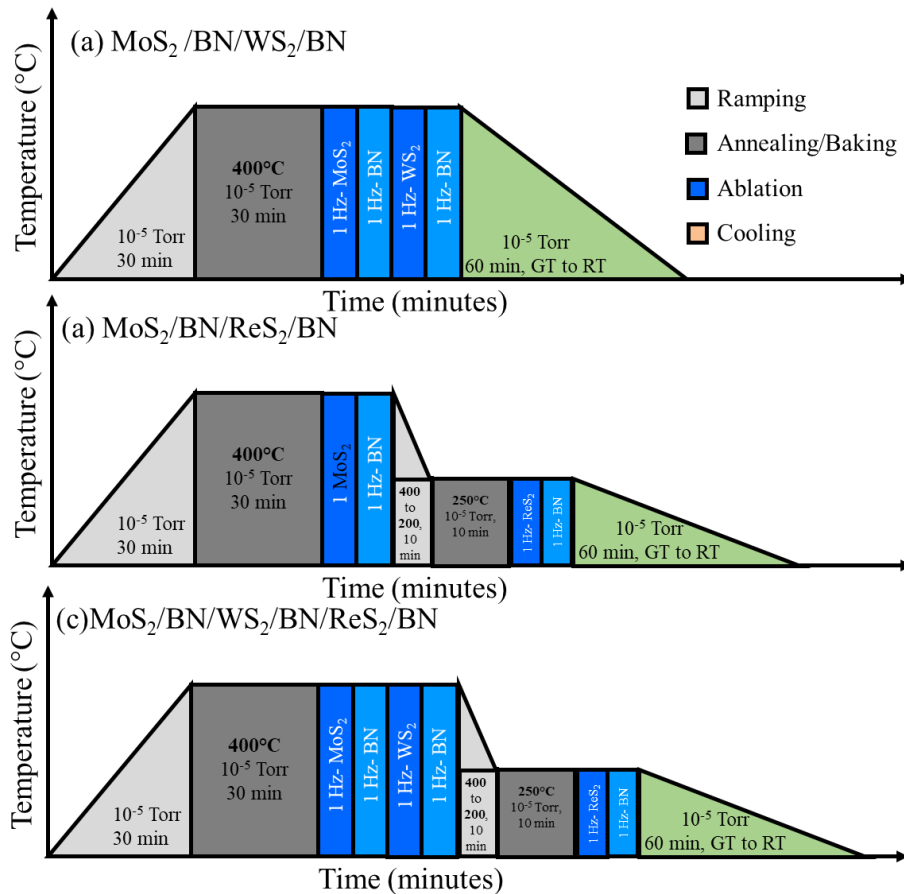 (a) MoS₂ /BN/WS₂/BN
Temperature (°C)
10⁻⁵ Torr
30 min
400°C
10⁻⁵ Torr
30 min
1 Hz- MoS₂
1 Hz- BN
1 Hz- WS₂
1 Hz- BN
10⁻⁵ Torr
60 min, GT to RT
Ramping
Annealing/Baking
Ablation
Cooling
Time (minutes)
(a) MoS₂/BN/ReS₂/BN
Temperature (°C)
10⁻⁵ Torr
30 min
400°C
10⁻⁵ Torr
30 min
1 MoS₂
1 Hz- BN
400
to
200,
10
min
250°C
10⁻⁵ Torr,
10 min
1 Hz- ReS₂
1 Hz- BN
10⁻⁵ Torr
60 min, GT to RT
Time (minutes)
(c)MoS₂/BN/WS₂/BN/ReS₂/BN
Temperature (°C)
10⁻⁵ Torr
30 min
400°C
10⁻⁵ Torr
30 min
1 Hz- MoS₂
1 Hz- BN
1 Hz- WS₂
1 Hz- BN
400
to
200,
10
min
250°C
10⁻⁵ Torr,
10 min
1 Hz- ReS₂
1 Hz- BN
10⁻⁵ Torr
60 min, GT to RT